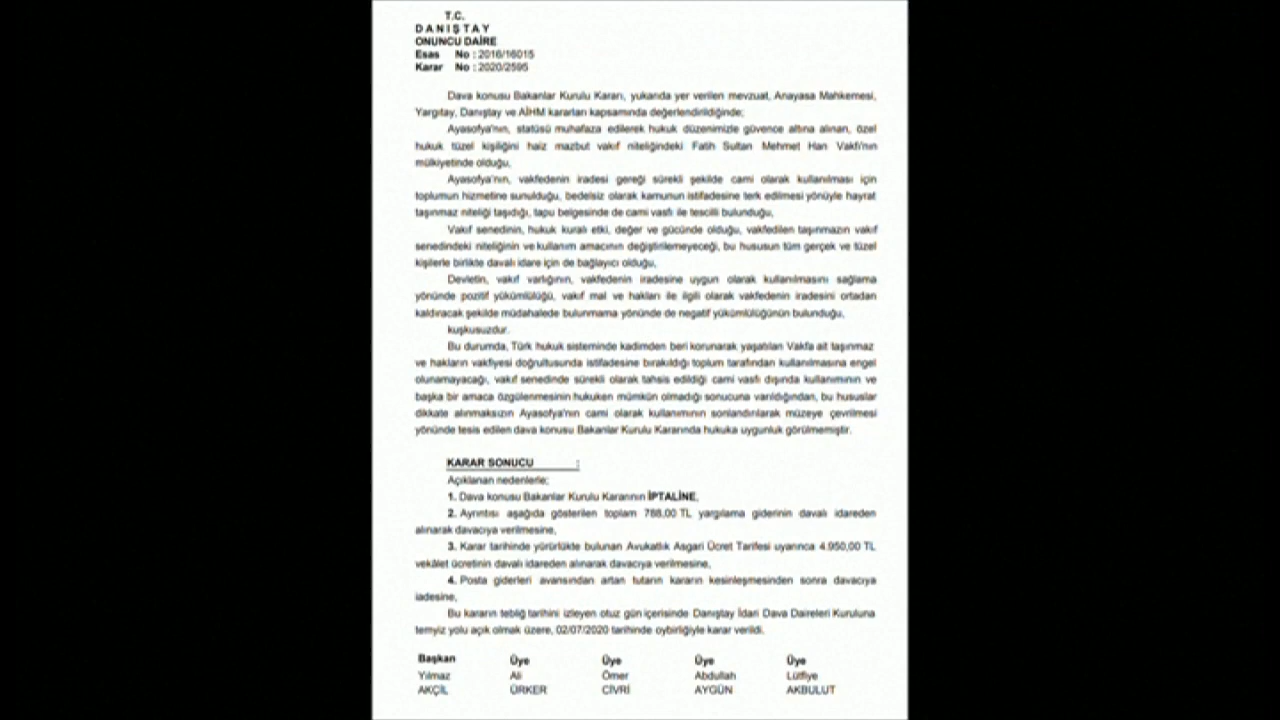 T.C.
DANIŞTAY
ONUNCU DAİRE
Esas No : 2016/16015
Karar No : 2020/2595
Dava konusu Bakanlar Kurulu Kararı, yukarıda yer verilen mevzuat, Anayasa Mahkemesi,
Yargıtay, Danıştay ve AİHM kararları kapsamında değerlendirildiğinde;
Ayasofya'nın, statüsü muhafaza edilerek hukuk düzenimizle güvence altına alınan, özel
hukuk tüzel kişiliğini haiz mazbut vakıf niteliğindeki Fatih Sultan Mehmet Han Vakfı'nın
mülkiyetinde olduğu,
Ayasofya'nın, vakfedenin iradesi gereği sürekli şekilde cami olarak kullanılması için
toplumun hizmetine sunulduğu, bedelsiz olarak kamunun istifadesine terk edilmesi yönüyle hayrat
taşınmaz niteliği taşıdığı, tapu belgesinde de cami vasfı ile tescilli bulunduğu,
Vakıf senedinin, hukuk kuralı etki, değer ve gücünde olduğu, vakfedilen taşınmazın vakıf
senedindeki niteliğinin ve kullanım amacının değiştirilemeyeceği, bu hususun tüm gerçek ve tüzel
kişilerle birlikte davalı idare için de bağlayıcı olduğu,
Devletin, vakıf varlığının, vakfedenin iradesine uygun olarak kullanılmasını sağlama
yönünde pozitif yükümlülüğü, vakıf mal ve hakları ile ilgili olarak vakfedenin iradesini ortadan
kaldıracak şekilde müdahalede bulunmama yönünde de negatif yükümlülüğünün bulunduğu,
kuşkusuzdur.
Bu durumda, Türk hukuk sisteminde kadimden beri korunarak yaşatılan Vakfa ait taşınmaz
ve hakların vakfiyesi doğrultusunda istifadesine bırakıldığı toplum tarafından kullanılmasına engel
olunamayacağı, vakıf senedinde sürekli olarak tahsis edildiği cami vasfı dışında kullanımının ve
başka bir amaca özgülenmesinin hukuken mümkün olmadığı sonucuna varıldığından, bu hususlar
dikkate alınmaksızın Ayasofya'nın cami olarak kullanımının sonlandırılarak müzeye çevrilmesi
yönünde tesis edilen dava konusu Bakanlar Kurulu Kararında hukuka uygunluk görülmemiştir.
KARAR SONUCU :
Açıklanan nedenlerle;
1. Dava konusu Bakanlar Kurulu Kararının İPTALİNE,
2. Ayrıntısı aşağıda gösterilen toplam 788,00 TL yargılama giderinin davalı idareden
alınarak davacıya verilmesine,
3. Karar tarihinde yürürlükte bulunan Avukatlık Asgari Ücret Tarifesi uyarınca 4.950,00 TL
vekâlet ücretinin davalı idareden alınarak davacıya verilmesine,
4. Posta giderleri avansından artan tutarın kararın kesinleşmesinden sonra davacıya
iadesine,
Bu kararın tebliğ tarihini izleyen otuz gün içerisinde Danıştay İdari Dava Daireleri Kuruluna
temyiz yolu açık olmak üzere, 02/07/2020 tarihinde oybirliğiyle karar verildi.
Başkan Üye Üye Üye Üye
Yılmaz Ali Ömer Abdullah Lütfiye
AKÇİL ÜRKER CİVRİ AYGÜN AKBULUT